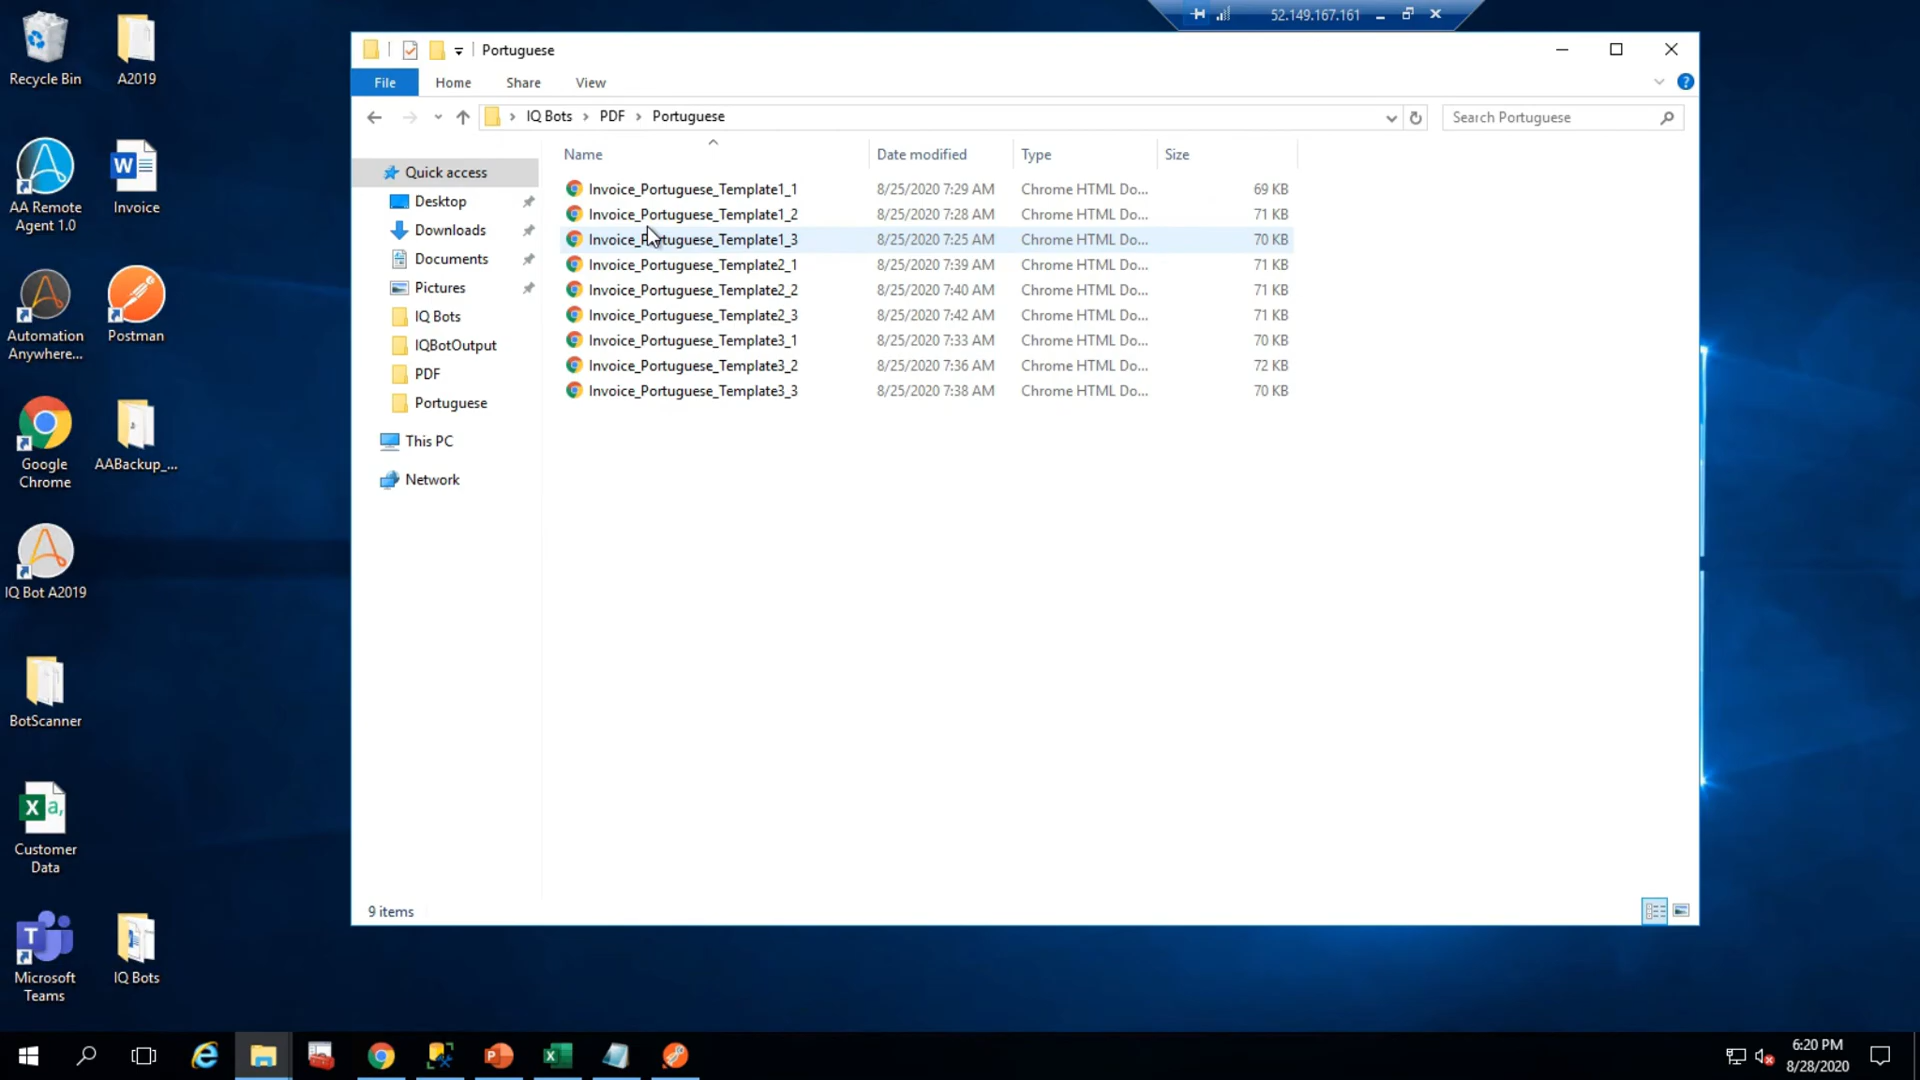 52.149.167.161
Recycle Bin
A2019
AA Remote
Agent 1.0
Invoice
Automation
Anywhere...
Postman
Google
Chrome
AABackup_...
IQ Bot A2019
BotScanner
Customer
Data
Microsoft
Teams
IQ Bots
Portuguese
File Home Share View
IQ Bots > PDF > Portuguese
Search Portuguese
Quick access
Desktop
Downloads
Documents
Pictures
IQ Bots
IQBotOutput
PDF
Portuguese
This PC
Network
Name Date modified Type Size
Invoice_Portuguese_Template1_1 8/25/2020 7:29 AM Chrome HTML Do... 69 KB
Invoice_Portuguese_Template1_2 8/25/2020 7:28 AM Chrome HTML Do... 71 KB
Invoice_Portuguese_Template1_3 8/25/2020 7:25 AM Chrome HTML Do... 70 KB
Invoice_Portuguese_Template2_1 8/25/2020 7:39 AM Chrome HTML Do... 71 KB
Invoice_Portuguese_Template2_2 8/25/2020 7:40 AM Chrome HTML Do... 71 KB
Invoice_Portuguese_Template2_3 8/25/2020 7:42 AM Chrome HTML Do... 71 KB
Invoice_Portuguese_Template3_1 8/25/2020 7:33 AM Chrome HTML Do... 70 KB
Invoice_Portuguese_Template3_2 8/25/2020 7:36 AM Chrome HTML Do... 72 KB
Invoice_Portuguese_Template3_3 8/25/2020 7:38 AM Chrome HTML Do... 70 KB
9 items
6:20 PM
8/28/2020